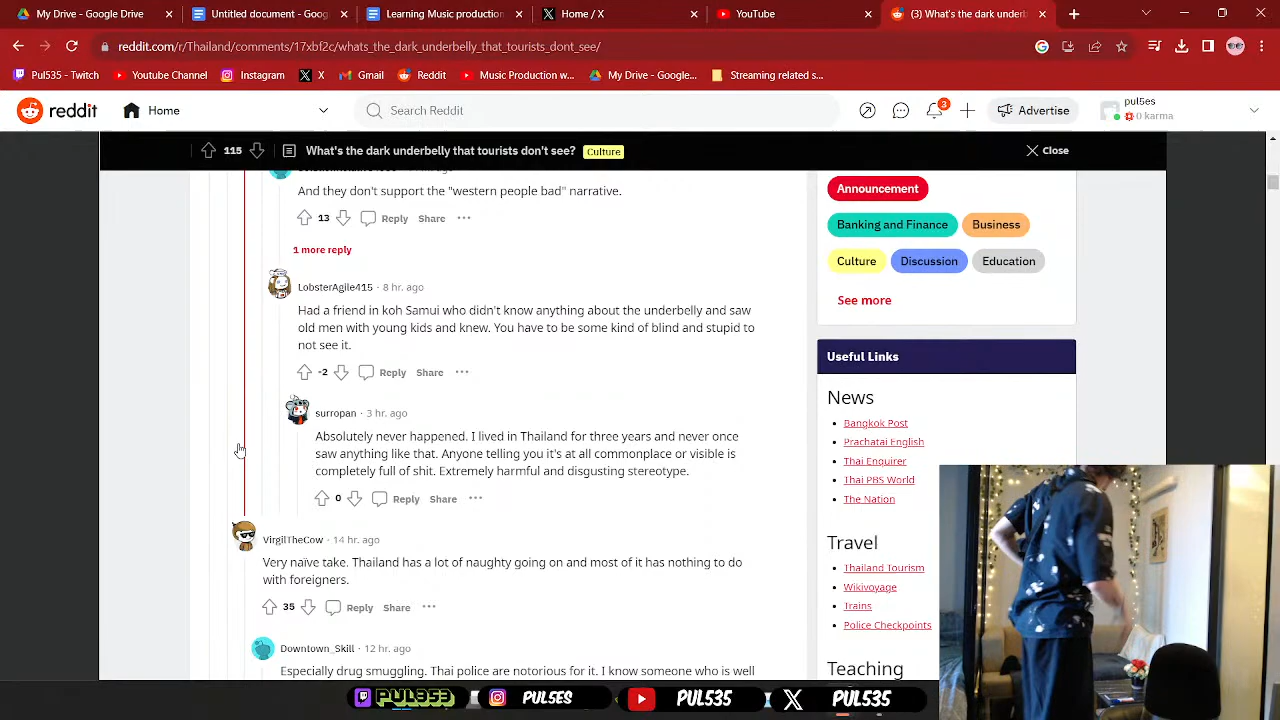 My Drive - Google Drive
Untitled document - Goog
Learning Music production
Home / X
YouTube
(3) What's the dark underb
reddit.com/r/Thailand/comments/17xbf2c/whats_the_dark_underbelly_that_tourists_dont_see/
Pul535 - Twitch
Youtube Channel
Instagram
X
Gmail
Reddit
Music Production w...
My Drive - Google...
Streaming related s...
reddit
Home
Search Reddit
3
Advertise
pul5es
0 karma
115
What's the dark underbelly that tourists don't see?
Culture
Close
And they don't support the "western people bad" narrative.
13
Reply
Share
1 more reply
LobsterAgile415 · 8 hr. ago
Had a friend in koh Samui who didn't know anything about the underbelly and saw
old men with young kids and knew. You have to be some kind of blind and stupid to
not see it.
-2
Reply
Share
surropan · 3 hr. ago
Absolutely never happened. I lived in Thailand for three years and never once
saw anything like that. Anyone telling you it's at all commonplace or visible is
completely full of shit. Extremely harmful and disgusting stereotype.
0
Reply
Share
VirgilTheCow · 14 hr. ago
Very naïve take. Thailand has a lot of naughty going on and most of it has nothing to do
with foreigners.
35
Reply
Share
Downtown_Skill · 12 hr. ago
Especially drug smuggling. Thai police are notorious for it. I know someone who is well
Announcement
Banking and Finance
Business
Culture
Discussion
Education
See more
Useful Links
News
Bangkok Post
Prachatai English
Thai Enquirer
Thai PBS World
The Nation
Travel
Thailand Tourism
Wikivoyage
Trains
Police Checkpoints
Teaching
PUL5ES
PUL535
PUL535